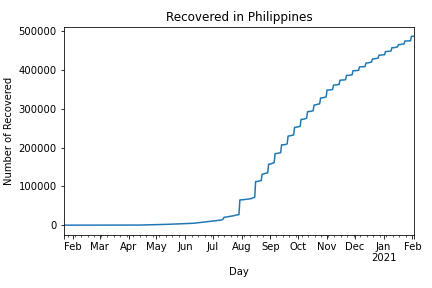 Recovered in Philippines
Number of Recovered
500000
400000
300000
200000
100000
0
Feb Mar Apr May Jun Jul Aug Sep Oct Nov Dec Jan Feb
2021
Day